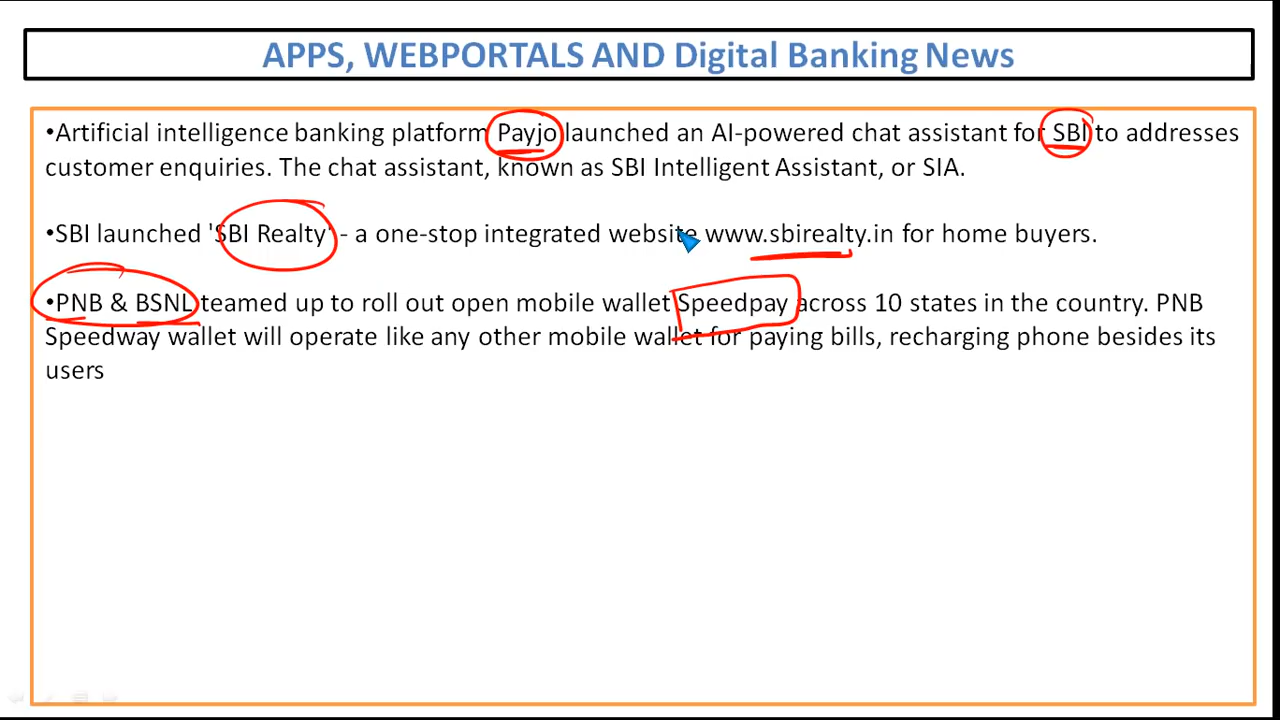 APPS, WEBPORTALS AND Digital Banking News
•Artificial intelligence banking platform Payjo launched an AI-powered chat assistant for SBI to addresses
customer enquiries. The chat assistant, known as SBI Intelligent Assistant, or SIA.
•SBI launched 'SBI Realty' - a one-stop integrated website www.sbirealty.in for home buyers.
•PNB & BSNL teamed up to roll out open mobile wallet Speedpay across 10 states in the country. PNB
Speedway wallet will operate like any other mobile wallet for paying bills, recharging phone besides its
users